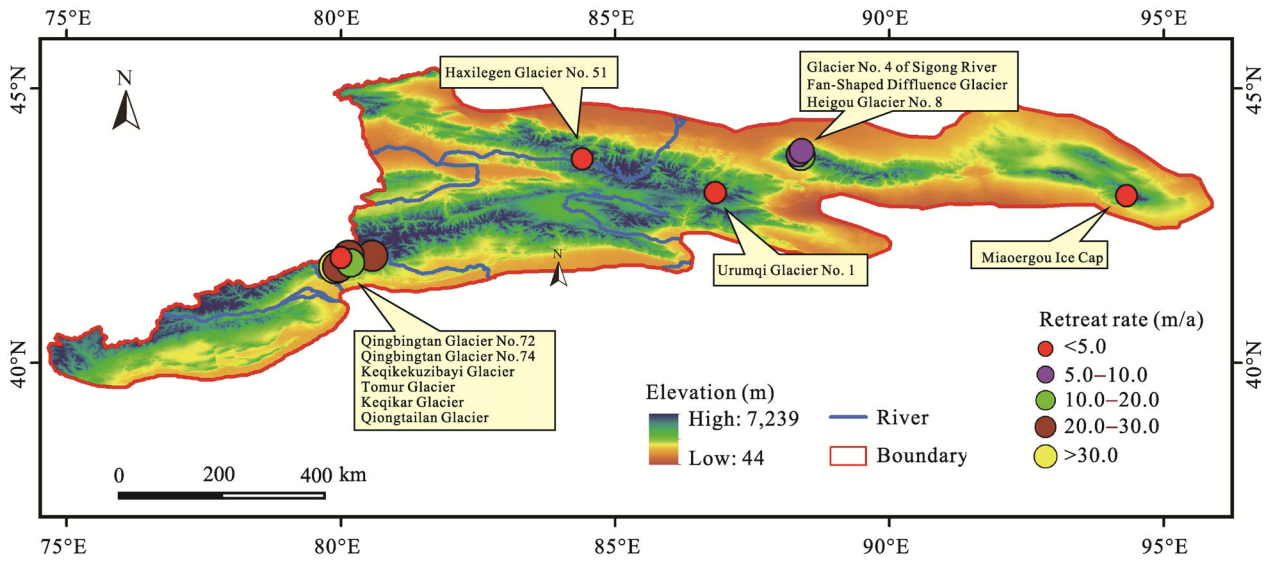 75°E 80°E 85°E 90°E 95°E
45°N
45°N
N
Haxilegen Glacier No. 51
Glacier No. 4 of Sigong River
Fan-Shaped Diffluence Glacier
Heigou Glacier No. 8
Miaoergou Ice Cap
N
Urumqi Glacier No. 1
Qingbingtan Glacier No.72
Qingbingtan Glacier No.74
Keqikekuzibayi Glacier
Tomur Glacier
Keqikar Glacier
Qiongtailan Glacier
40°N
40°N
Elevation (m)
High: 7,239
Low: 44
River
Boundary
Retreat rate (m/a)
<5.0
5.0–10.0
10.0–20.0
20.0–30.0
>30.0
0 200 400 km
75°E 80°E 85°E 90°E 95°E